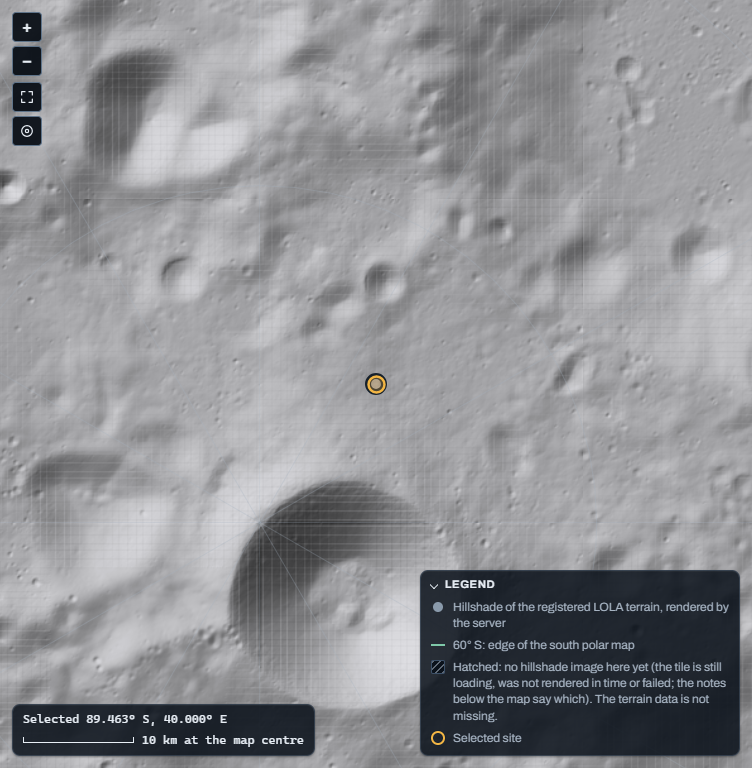 +
−
LEGEND
Hillshade of the registered LOLA terrain, rendered by
the server
60° S: edge of the south polar map
Hatched: no hillshade image here yet (the tile is still
loading, was not rendered in time or failed; the notes
below the map say which). The terrain data is not
missing.
Selected site
Selected 89.463° S, 40.000° E
10 km at the map centre